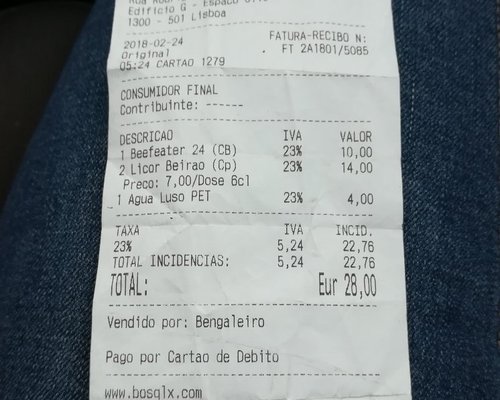 Edificio G - Espaco
1300 - 501 Lisboa
2018-02-24 FATURA-RECIBO N:
Original FT 2A1801/5085
05:24 CARTAO 1279
CONSUMIDOR FINAL
Contribuinte: ------
DESCRICAO IVA VALOR
1 Beefeater 24 (CB) 23% 10,00
2 Licor Beirao (Cp) 23% 14,00
Preco: 7,00/Dose 6cl
1 Agua Luso PET 23% 4,00
TAXA IVA INCID.
23% 5,24 22,76
TOTAL INCIDENCIAS: 5,24 22,76
TOTAL: Eur 28,00
Vendido por: Bengaleiro
Pago por Cartao de Debito
www.bosqlx.com